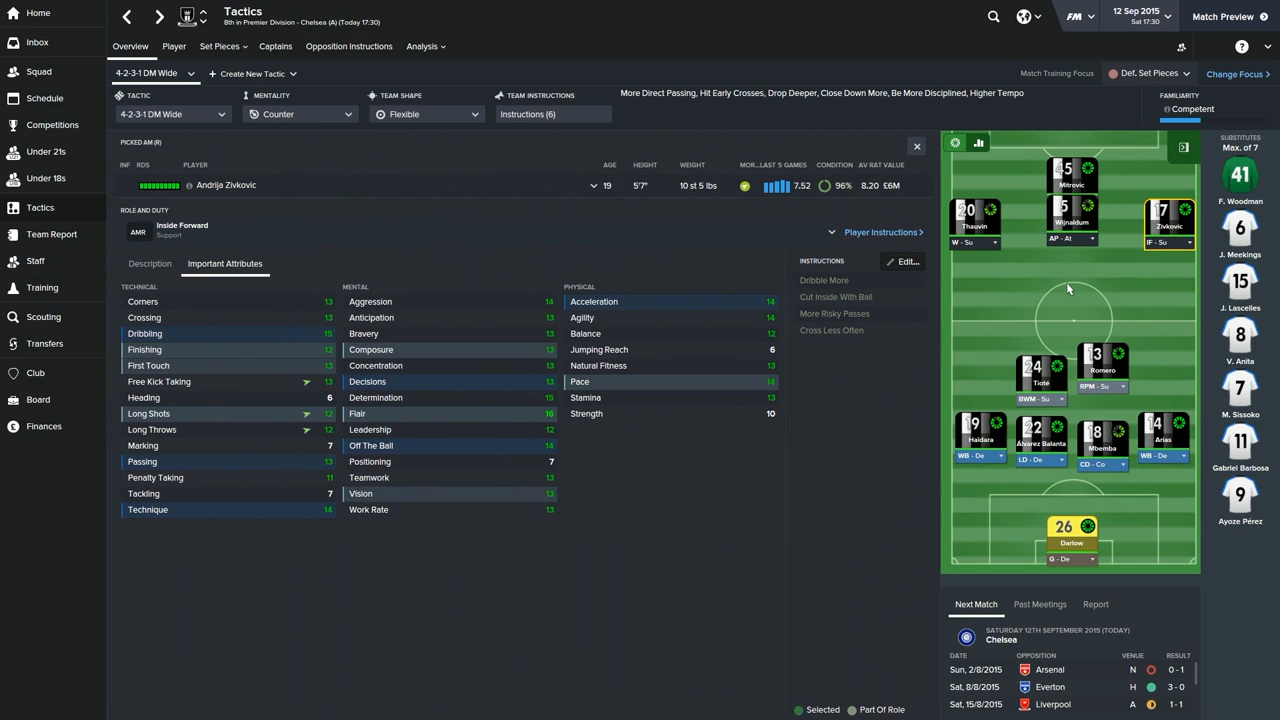 Home
Inbox
Squad
Schedule
Competitions
Under 21s
Under 18s
Tactics
Team Report
Staff
Training
Scouting
Transfers
Club
Board
Finances
Tactics
8th in Premier Division - Chelsea (A) (Today 17:30)
FM
12 Sep 2015
Sat 17:30
Match Preview
Overview
Player
Set Pieces
Captains
Opposition Instructions
Analysis
4-2-3-1 DM Wide
Create New Tactic
Match Training Focus
Def. Set Pieces
Change Focus >
TACTIC
4-2-3-1 DM Wide
MENTALITY
Counter
TEAM SHAPE
Flexible
TEAM INSTRUCTIONS
Instructions (6)
More Direct Passing, Hit Early Crosses, Drop Deeper, Close Down More, Be More Disciplined, Higher Tempo
FAMILIARITY
Competent
PICKED AM (R)
INF RDS PLAYER AGE HEIGHT WEIGHT MOR... LAST 5 GAMES CONDITION AV RAT VALUE
Andrija Zivkovic 19 5'7" 10 st 5 lbs 7.52 96% 8.20 £6M
ROLE AND DUTY
AMR
Inside Forward
Support
Player Instructions >
Description
Important Attributes
TECHNICAL
Corners 13
Crossing 13
Dribbling 15
Finishing 12
First Touch 13
Free Kick Taking 13
Heading 6
Long Shots 12
Long Throws 12
Marking 7
Passing 13
Penalty Taking 11
Tackling 7
Technique 14
MENTAL
Aggression 14
Anticipation 13
Bravery 13
Composure 13
Concentration 13
Decisions 13
Determination 15
Flair 16
Leadership 12
Off The Ball 14
Positioning 7
Teamwork 13
Vision 13
Work Rate 13
PHYSICAL
Acceleration 14
Agility 14
Balance 12
Jumping Reach 6
Natural Fitness 13
Pace 14
Stamina 13
Strength 10
INSTRUCTIONS
Edit...
Dribble More
Cut Inside With Ball
More Risky Passes
Cross Less Often
45
Mitrovic
20
Thauvin
W - Su
5
Wijnaldum
AP - At
17
Zivkovic
IF - Su
24
Tioté
BWM - Su
13
Romero
RPM - Su
19
Haïdara
WB - De
22
Álvarez Balanta
LD - De
18
Mbemba
CD - Co
14
Arias
WB - De
26
Darlow
G - De
SUBSTITUTES
Max. of 7
41
F. Woodman
6
J. Meekings
15
J. Lascelles
8
V. Anita
7
M. Sissoko
11
Gabriel Barbosa
9
Ayoze Pérez
Next Match
Past Meetings
Report
SATURDAY 12TH SEPTEMBER 2015 (TODAY)
Chelsea
DATE OPPOSITION VENUE RESULT
Sun, 2/8/2015 Arsenal N 0 - 1
Sat, 8/8/2015 Everton H 3 - 0
Sat, 15/8/2015 Liverpool A 1 - 1
Selected
Part Of Role